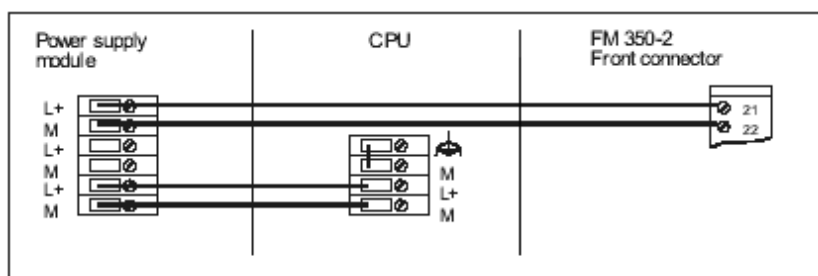 Power supply
module
CPU
FM 350-2
Front connector
L+
M
L+
M
L+
M
M
L+
M
21
22